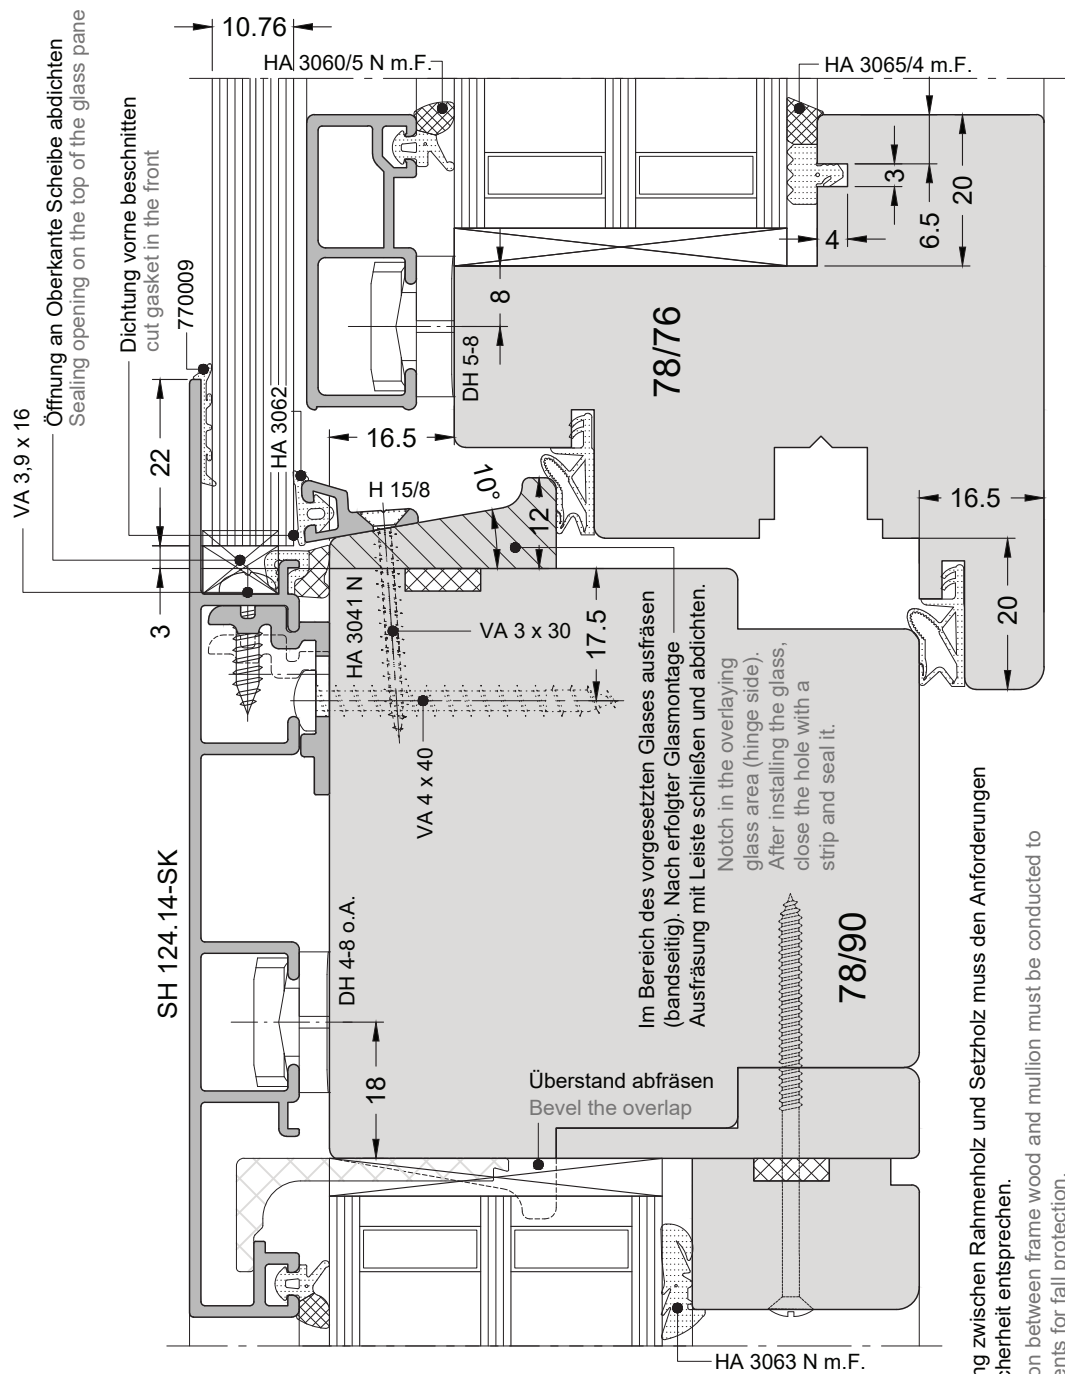 10.76
HA 3060/5 N m.F.
HA 3065/4 m.F.
Öffnung an Oberkante Scheibe abdichten
Sealing opening on the top of the glass pane
Dichtung vorne beschnitten
cut gasket in the front
770009
VA 3,9 x 16
22
3
HA 3062
16.5
H 15/8
10°
12
8
DH 5-8
78/76
3
4
6.5
20
16.5
20
HA 3041 N
VA 3 x 30
17.5
VA 4 x 40
SH 124.14-SK
DH 4-8 o.A.
18
Im Bereich des vorgesetzten Glases ausfräsen
(bandseitig). Nach erfolgter Glasmontage
Ausfräsung mit Leiste schließen und abdichten.
Notch in the overlaying
glass area (hinge side).
After installing the glass,
close the hole with a
strip and seal it.
78/90
Überstand abfräsen
Bevel the overlap
HA 3063 N m.F.
zwischen Rahmenholz und Setzholz muss den Anforderungen
entsprechen.
between frame wood and mullion must be conducted to
for fall protection.